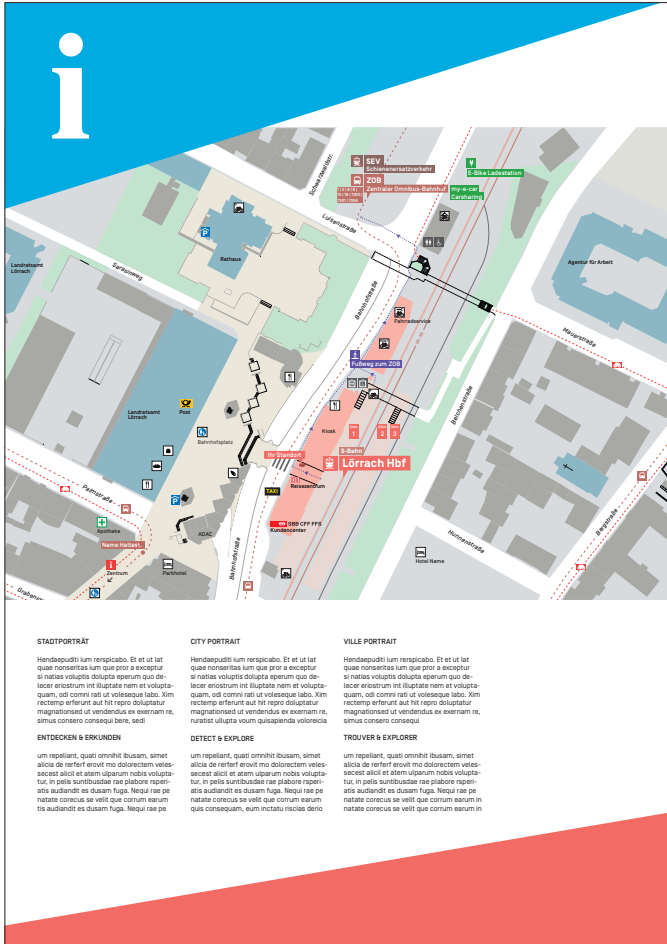 i
SEV
Schienenersatzverkehr
ZOB
Zentraler Omnibus-Bahnhof
E-Bike Ladestation
my-e-car
Carsharing
Schwarzwaldstr.
Luisenstraße
P
Rathaus
Landratsamt
Lörrach
Sarasinweg
Bahnhofstraße
Agentur für Arbeit
Mauerstraße
Fahrradservice
Fußweg zum ZOB
Landratsamt
Lörrach
Post
Bahnhofsplatz
Kiosk
1
2
3
Belchenstraße
Ihr Standort
S-Bahn
Lörrach Hbf
Reisezentrum
TAXI
P
Palmstraße
Apotheke
ADAC
SBB CFF FFS
Kundencenter
Bergstraße
Hunnenstraße
Name Haltest.
i
Zentrum
Parkhotel
Bahnhofstraße
Hotel Name
STADTPORTRÄT
Hendaepuditi ium rerspicabo. Et et ut lat
quae nonseritas ium que pror a exceptur
si natias voluptis dolupta eperum quo de-
lecer eriostrum int illuptate nem et volupta-
quam, odi comni rati ut voleseque labo. Xim
rectemp erferunt aut hit repro doluptatur
magnationsed ut vendendus ex exernam re,
simus consero consequi bere, sedi
ENTDECKEN & ERKUNDEN
um repeliant, quati omnihit ibusam, simet
alicia de rerferf erovit mo dolorectem veles-
secest alicil et atem ulparum nobis volupta-
tur, in pelis suntibusdae rae plabore rsperi-
atis audiandit es dusam fuga. Nequi rae pe
natate corecus se velit que corrum earum
tis audiandit es dusam fuga. Nequi rae pe
CITY PORTRAIT
Hendaepuditi ium rerspicabo. Et et ut lat
quae nonseritas ium que pror a exceptur
si natias voluptis dolupta eperum quo de-
lecer eriostrum int illuptate nem et volupta-
quam, odi comni rati ut voleseque labo. Xim
rectemp erferunt aut hit repro doluptatur
magnationsed ut vendendus ex exernam re,
ruratist ullupta voum quisapienda voloreicia
DETECT & EXPLORE
um repeliant, quati omnihit ibusam, simet
alicia de rerferf erovit mo dolorectem veles-
secest alicil et atem ulparum nobis volupta-
tur, in pelis suntibusdae rae plabore rsperi-
atis audiandit es dusam fuga. Nequi rae pe
natate corecus se velit que corrum earum
quis consequam, eum inctatu riscias derio
VILLE PORTRAIT
Hendaepuditi ium rerspicabo. Et et ut lat
quae nonseritas ium que pror a exceptur
si natias voluptis dolupta eperum quo de-
lecer eriostrum int illuptate nem et volupta-
quam, odi comni rati ut voleseque labo. Xim
rectemp erferunt aut hit repro doluptatur
magnationsed ut vendendus ex exernam re,
simus consero consequi
TROUVER & EXPLORER
um repeliant, quati omnihit ibusam, simet
alicia de rerferf erovit mo dolorectem veles-
secest alicil et atem ulparum nobis volupta-
tur, in pelis suntibusdae rae plabore rsperi-
atis audiandit es dusam fuga. Nequi rae pe
natate corecus se velit que corrum earum in
natate corecus se velit que corrum earum in